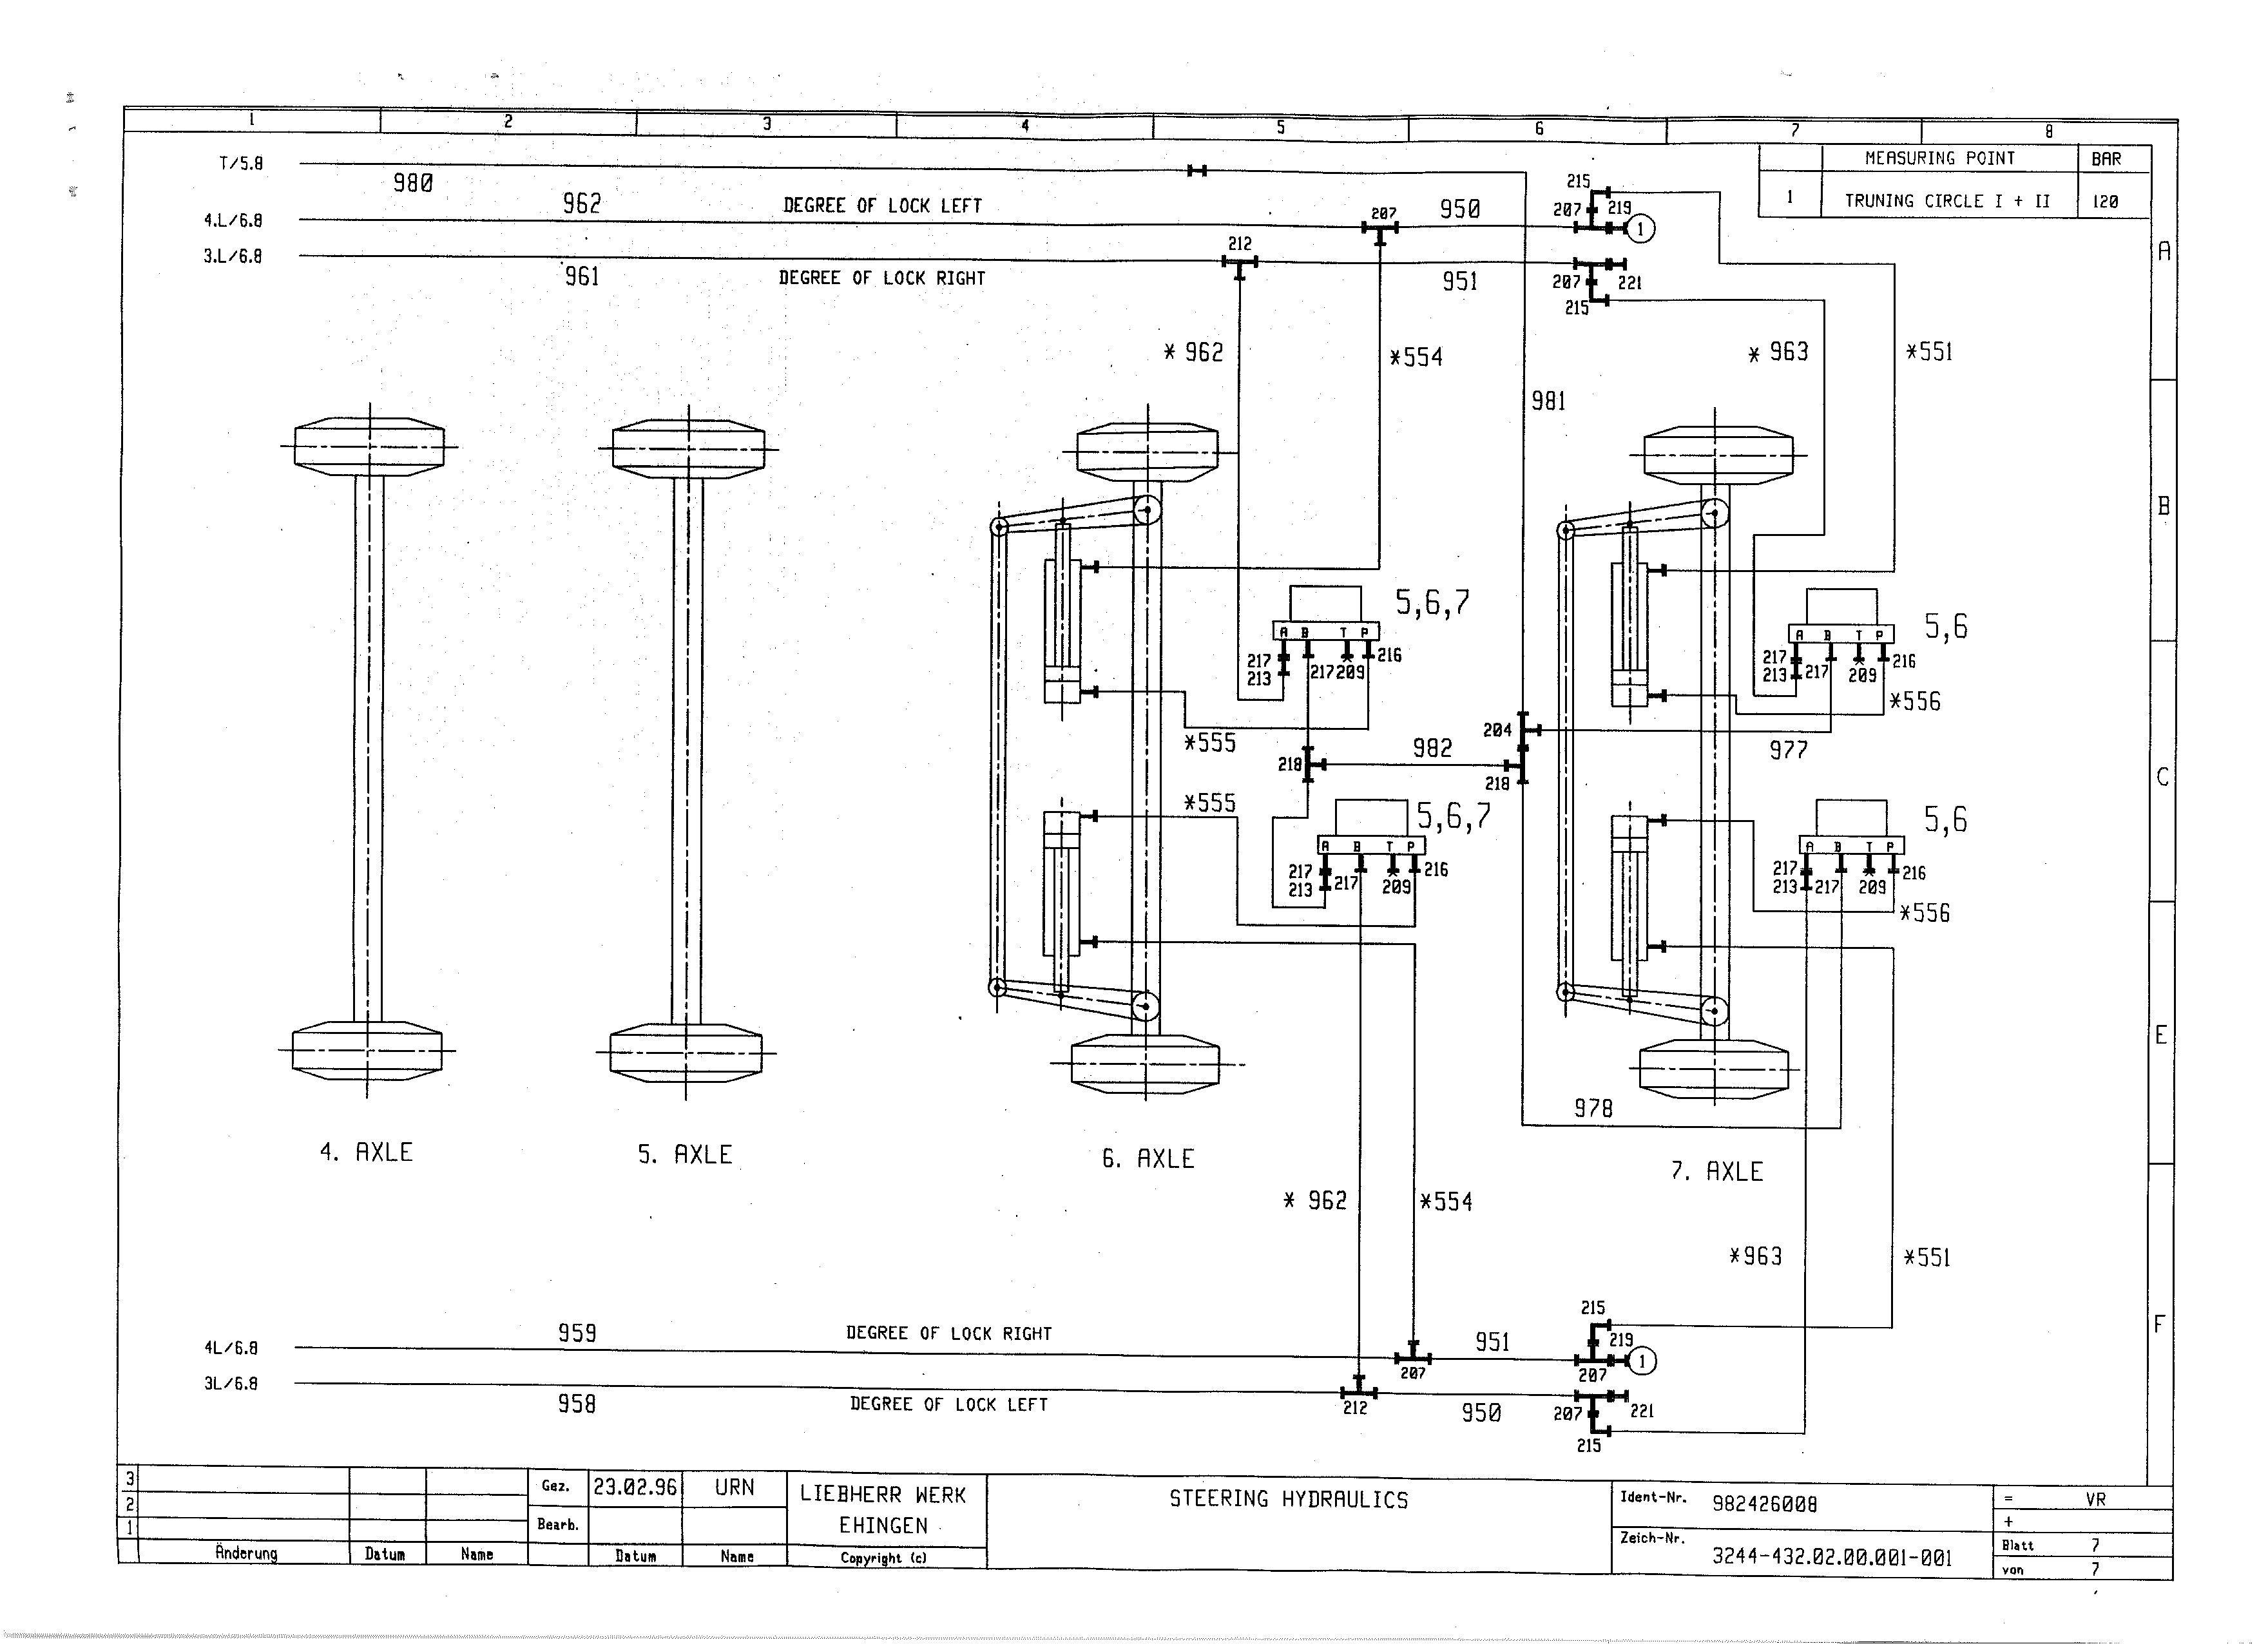 1 2 3 4 5 6 7 8
MEASURING POINT BAR
1 TRUNING CIRCLE I + II 120
T/5.8
980
962 DEGREE OF LOCK LEFT
4.L/6.8
207 950
215
207 219
1
3.L/6.8
961 DEGREE OF LOCK RIGHT
212
951
207 221
215
A
* 962
*554
* 963
*551
981
B
5,6,7
A B T P
217 217 209 216
213
5,6
A B T P
217 217 209 216
213
*556
*555
204
982
977
218
218
C
*555
5,6,7
A B T P
217 217 209 216
213
5,6
A B T P
217 217 209 216
213
*556
E
978
4. AXLE
5. AXLE
6. AXLE
7. AXLE
* 962
*554
*963
*551
F
215
219
4L/6.8
959 DEGREE OF LOCK RIGHT
951
207
207
1
3L/6.8
958 DEGREE OF LOCK LEFT
212
950
207 221
215
3
2
1
Änderung Datum Name
Gez. 23.02.96 URN
Bearb.
Datum Name
LIEBHERR WERK
EHINGEN
Copyright (c)
STEERING HYDRAULICS
Ident-Nr. 982426008
Zeich-Nr.
3244-432.02.00.001-001
= VR
+
Blatt 7
von 7